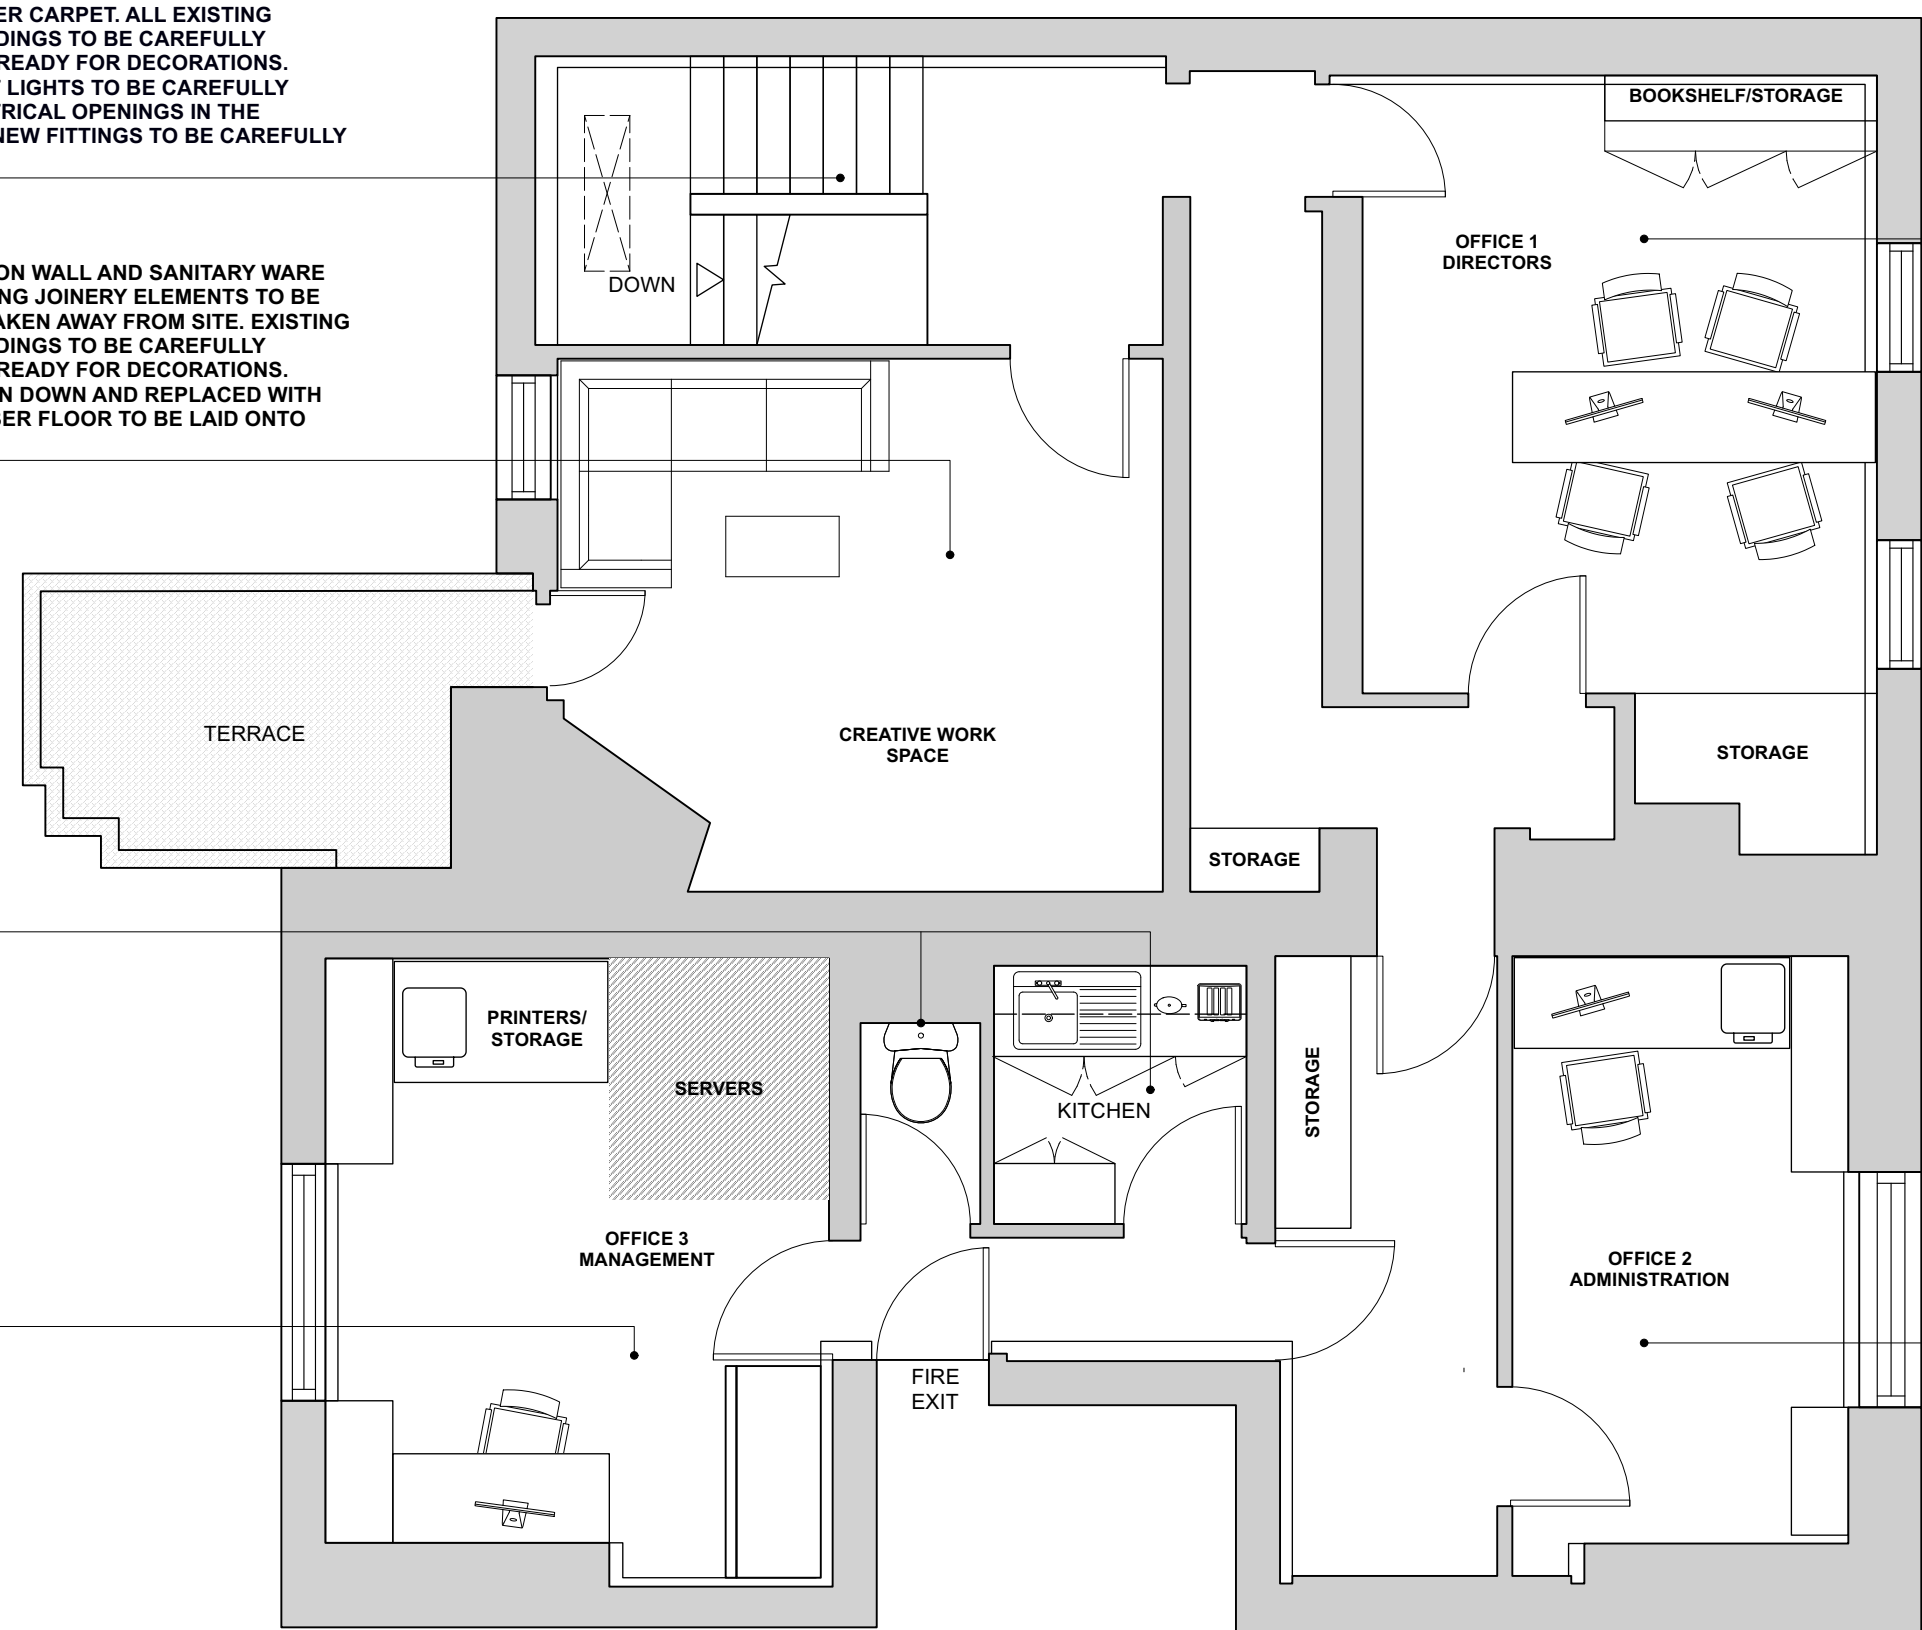 ER CARPET. ALL EXISTING
DINGS TO BE CAREFULLY
READY FOR DECORATIONS.
LIGHTS TO BE CAREFULLY
TRICAL OPENINGS IN THE
NEW FITTINGS TO BE CAREFULLY
ON WALL AND SANITARY WARE
NG JOINERY ELEMENTS TO BE
AKEN AWAY FROM SITE. EXISTING
DINGS TO BE CAREFULLY
READY FOR DECORATIONS.
N DOWN AND REPLACED WITH
BER FLOOR TO BE LAID ONTO
BOOKSHELF/STORAGE
OFFICE 1
DIRECTORS
DOWN
TERRACE
CREATIVE WORK
SPACE
STORAGE
STORAGE
PRINTERS/
STORAGE
SERVERS
KITCHEN
STORAGE
OFFICE 3
MANAGEMENT
OFFICE 2
ADMINISTRATION
FIRE
EXIT